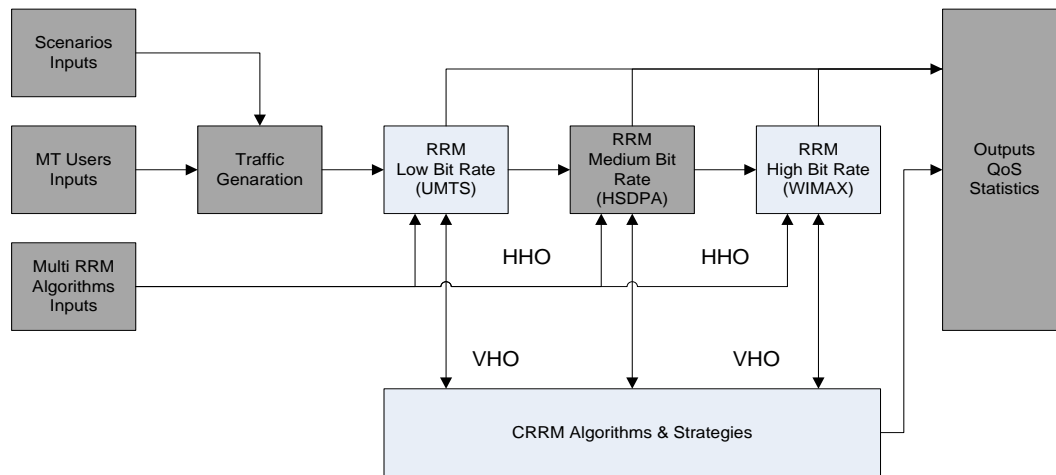 Scenarios
Inputs
MT Users
Inputs
Traffic
Genaration
RRM
Low Bit Rate
(UMTS)
RRM
Medium Bit
Rate
(HSDPA)
RRM
High Bit Rate
(WIMAX)
Outputs
QoS
Statistics
Multi RRM
Algorithms
Inputs
HHO
HHO
VHO
VHO
CRRM Algorithms & Strategies